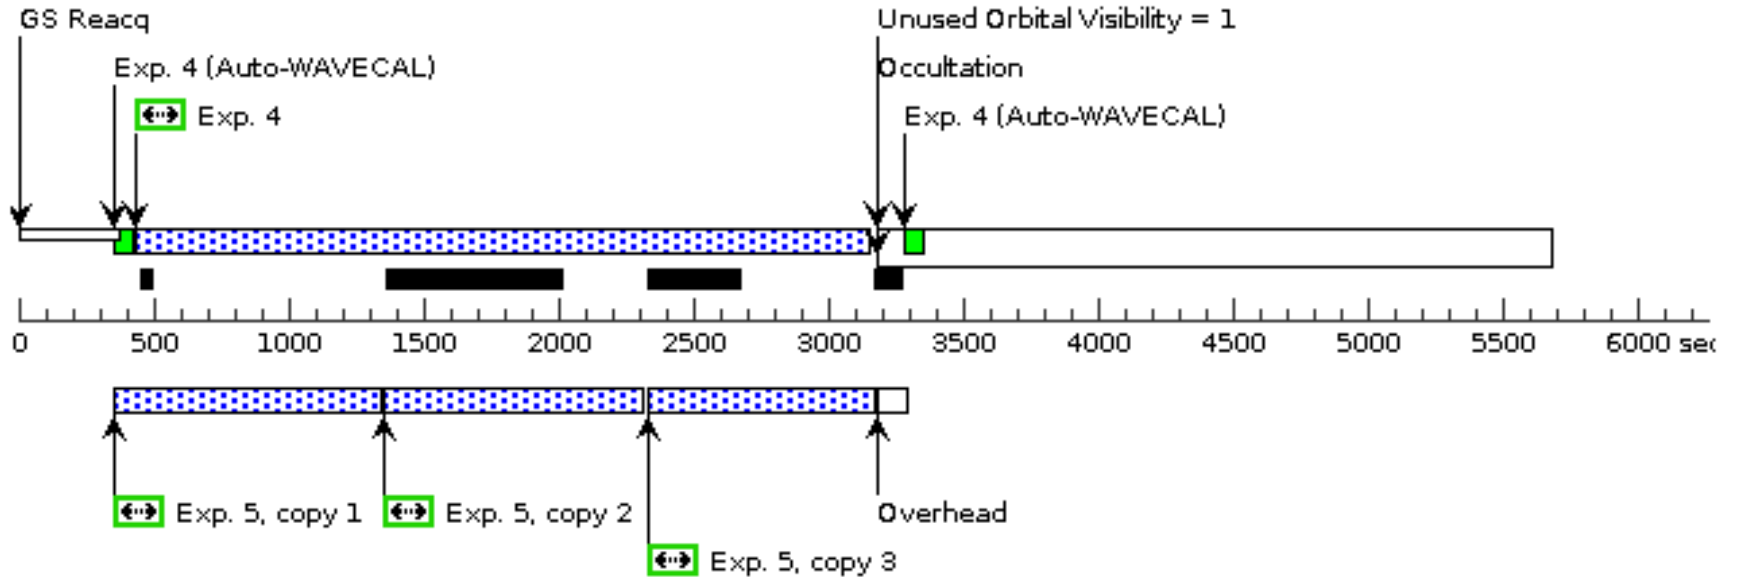 GS Reacq
Unused Orbital Visibility = 1
Exp. 4 (Auto-WAVECAL)
Occultation
Exp. 4
Exp. 4 (Auto-WAVECAL)
0 500 1000 1500 2000 2500 3000 3500 4000 4500 5000 5500 6000 sec
Exp. 5, copy 1
Exp. 5, copy 2
Overhead
Exp. 5, copy 3